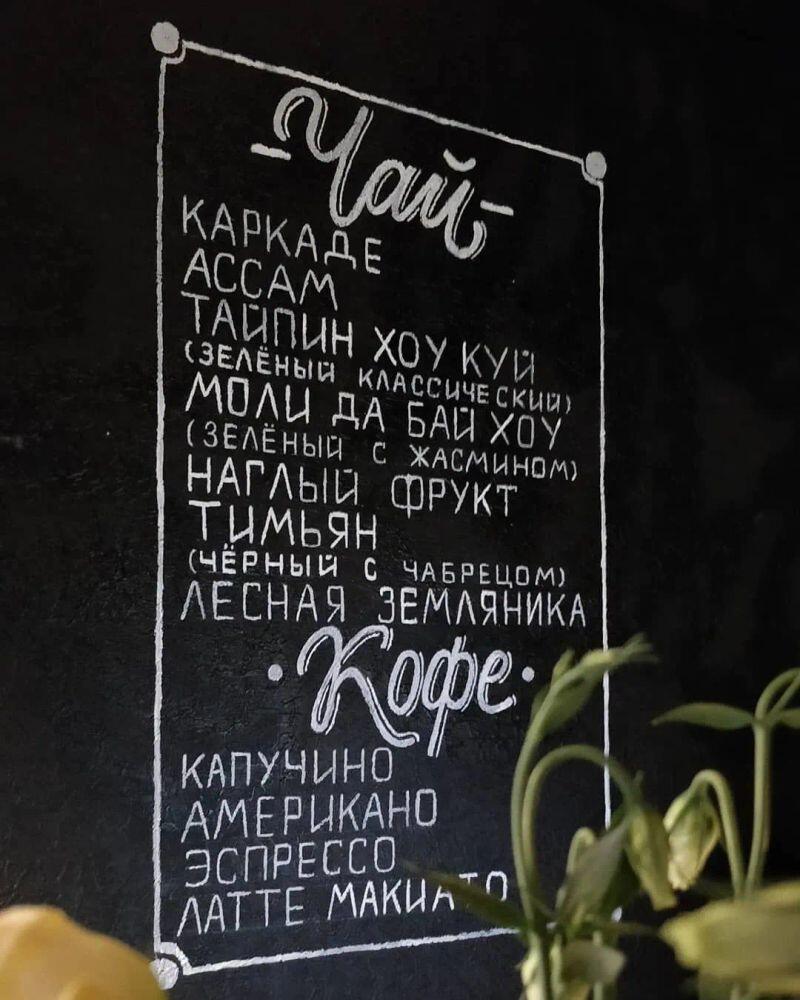 Чай
КАРКАДЕ
АССАМ
ТАЙПИН ХОУ КУЙ
(ЗЕЛЁНЫЙ КЛАССИЧЕСКИЙ)
МОЛИ ДА БАЙ ХОУ
(ЗЕЛЁНЫЙ С ЖАСМИНОМ)
НАГЛЫЙ ФРУКТ
ТИМЬЯН
(ЧЁРНЫЙ С ЧАБРЕЦОМ)
ЛЕСНАЯ ЗЕМЛЯНИКА
Кофе
КАПУЧИНО
АМЕРИКАНО
ЭСПРЕССО
ЛАТТЕ МАКИАТО